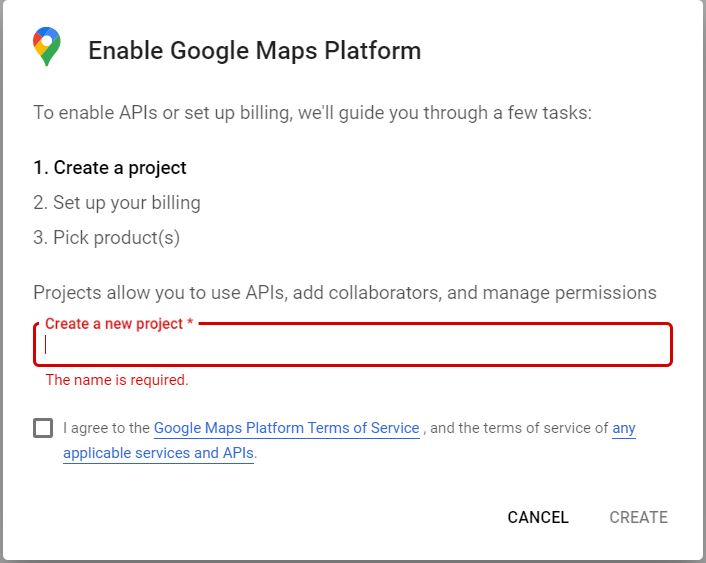 Enable Google Maps Platform
To enable APIs or set up billing, we'll guide you through a few tasks:
1. Create a project
2. Set up your billing
3. Pick product(s)
Projects allow you to use APIs, add collaborators, and manage permissions
Create a new project *
The name is required.
I agree to the Google Maps Platform Terms of Service , and the terms of service of any
applicable services and APIs.
CANCEL CREATE